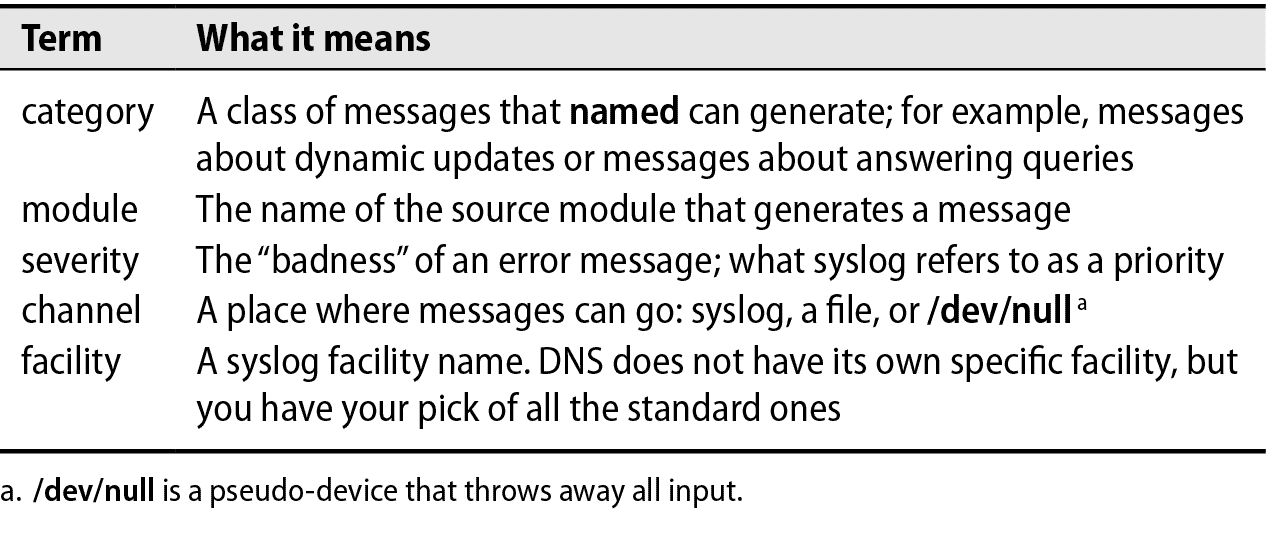 Term What it means
category A class of messages that named can generate; for example, messages
about dynamic updates or messages about answering queries
module The name of the source module that generates a message
severity The “badness” of an error message; what syslog refers to as a priority
channel A place where messages can go: syslog, a file, or /dev/null a
facility A syslog facility name. DNS does not have its own specific facility, but
you have your pick of all the standard ones
a. /dev/null is a pseudo-device that throws away all input.